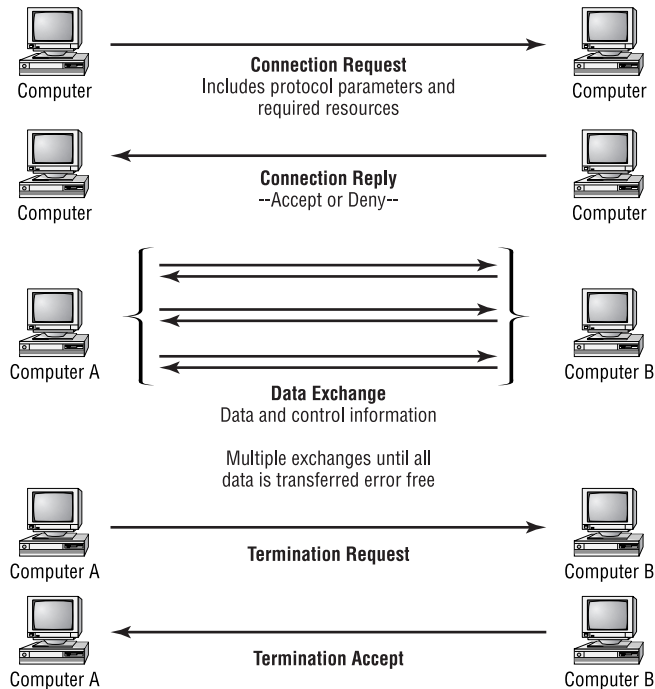 Connection Request
Includes protocol parameters and
required resources
Computer
Computer
Connection Reply
--Accept or Deny--
Computer
Computer
Computer A
Computer B
Data Exchange
Data and control information
Multiple exchanges until all
data is transferred error free
Termination Request
Computer A
Computer B
Termination Accept
Computer A
Computer B